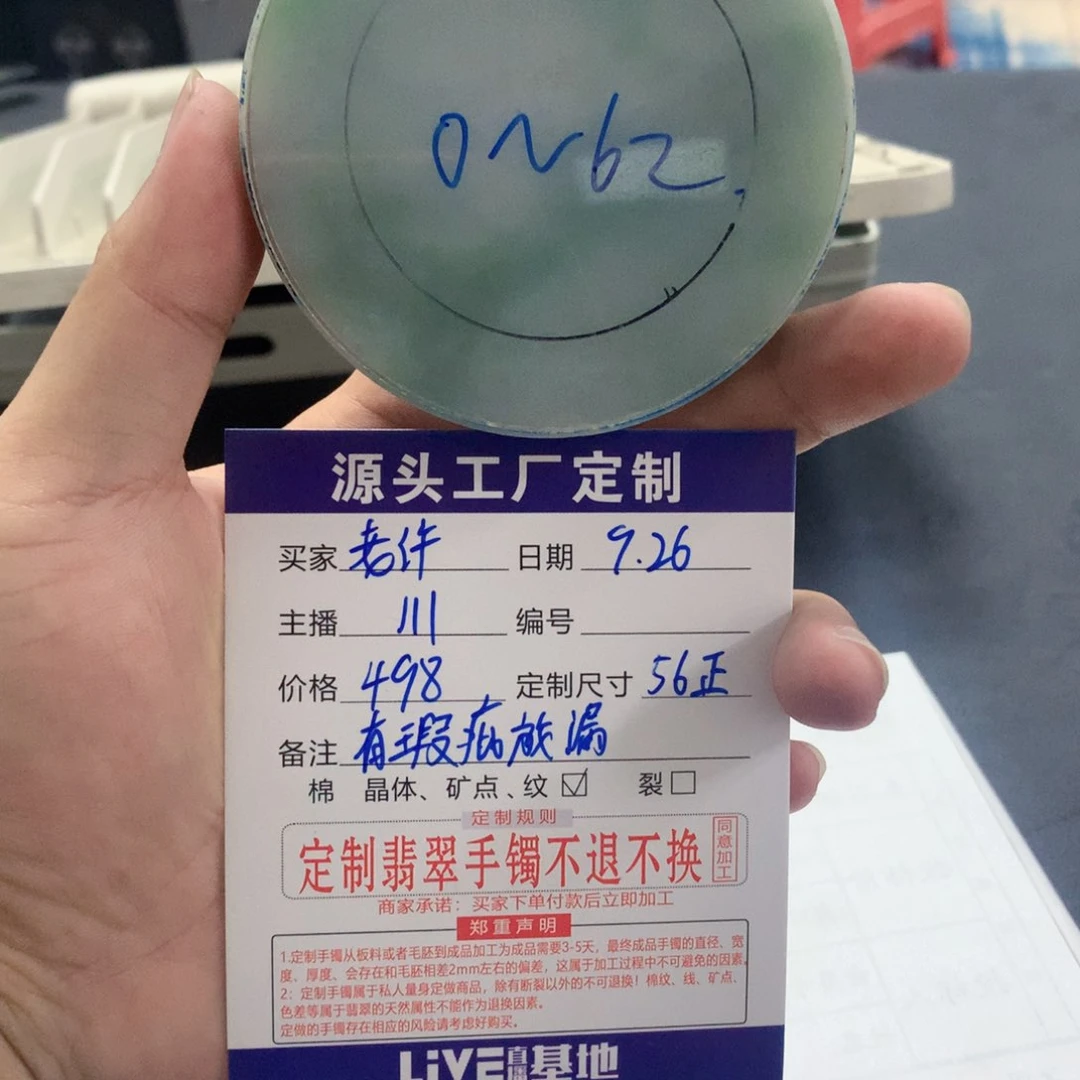 0~62
源头工厂定制
买家 老许 日期 9.26
主播 川 编号
价格 498 定制尺寸 56正
备注 有瑕疵放漏
棉 晶体、矿点、纹 ☑ 裂 □
定制规则
定制翡翠手镯不退不换 同意加工
商家承诺：买家下单付款后立即加工
郑重声明
1.定制手镯从板料或者毛胚到成品加工为成品需要3-5天，最终成品手镯的直径、宽
度、厚度、会存在和毛胚相差2mm左右的偏差，这属于加工过程中不可避免的因素。
2：定制手镯属于私人量身定做商品，除有断裂以外的不可退换！棉纹、线、矿点、
色差等属于翡翠的天然属性不能作为退换因素。
定做的手镯存在相应的风险请考虑好购买。
LiVE直播基地